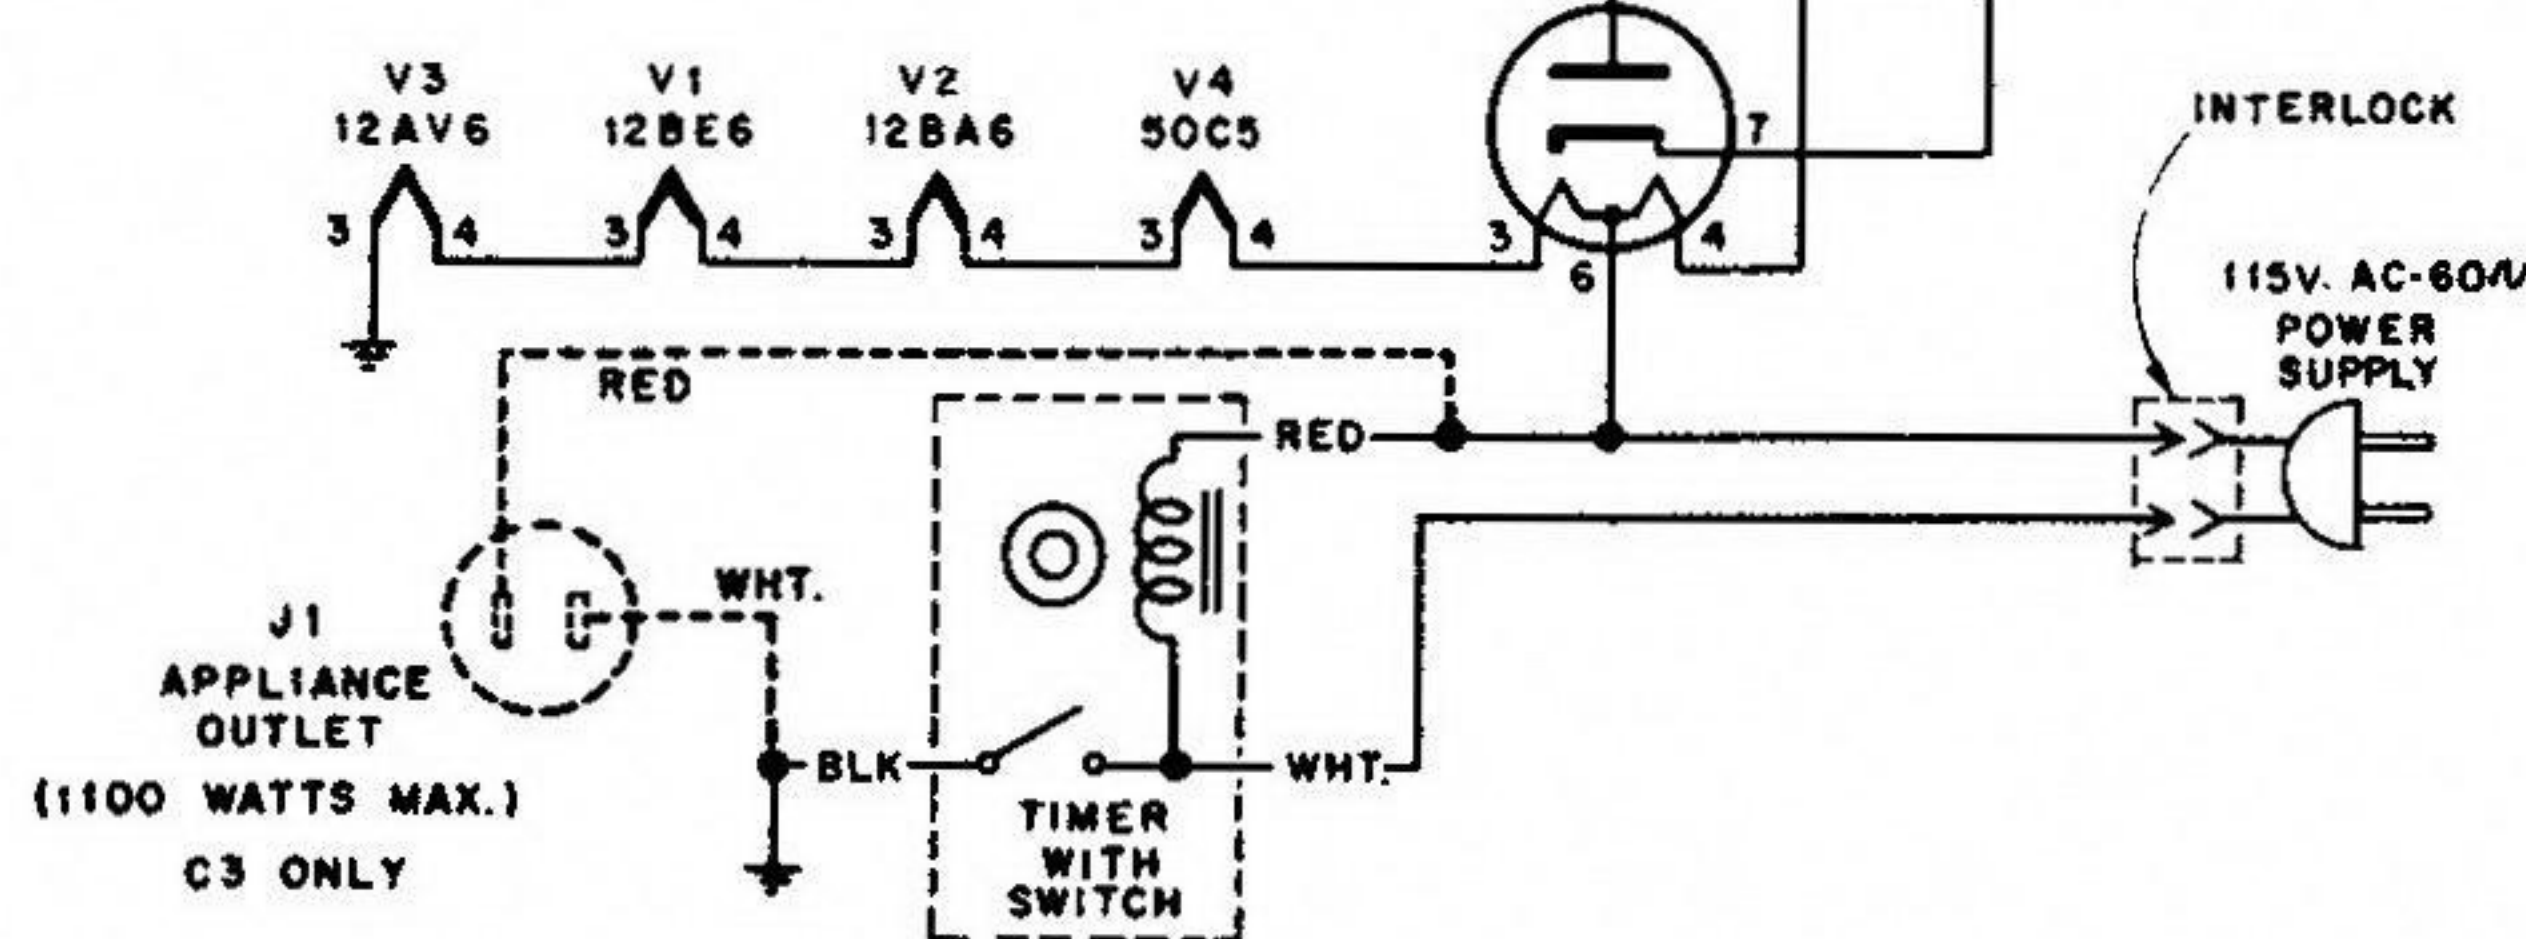 V3
12AV6
V1
12BE6
V2
12BA6
V4
50C5
7
INTERLOCK
3 4
3 4
3 4
3 4
3 4
6
115V. AC-60∿
POWER
SUPPLY
RED
RED
WHT.
J1
APPLIANCE
OUTLET
(1100 WATTS MAX.)
C3 ONLY
BLK
WHT.
TIMER
WITH
SWITCH